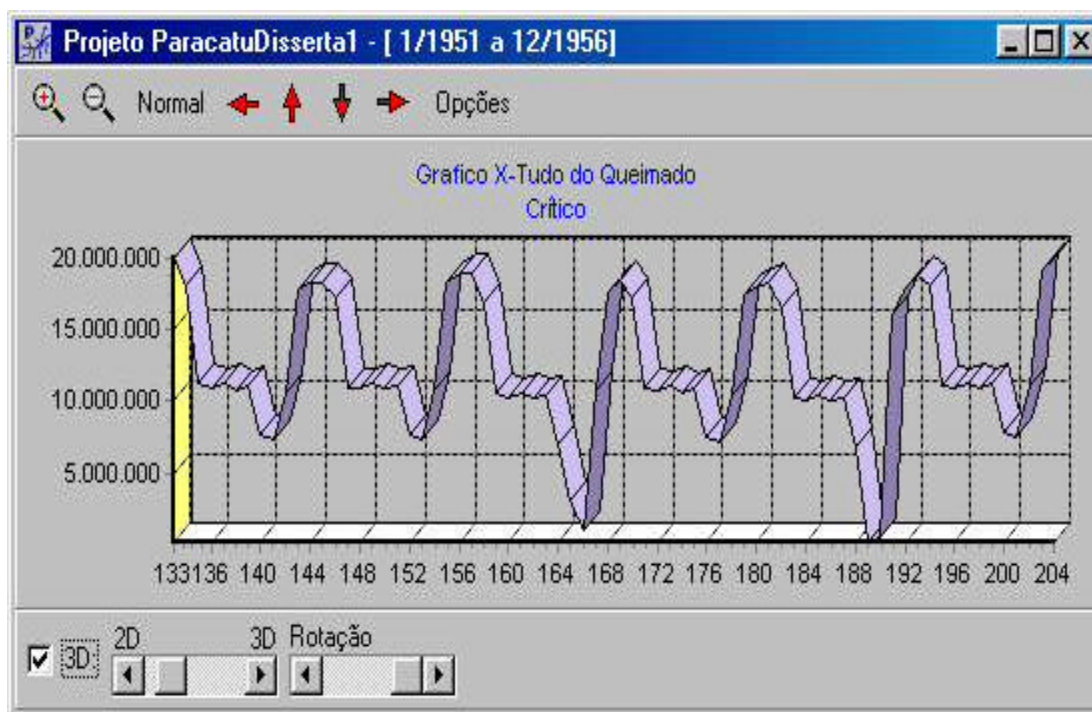 Projeto ParacatuDisserta1 - [ 1/1951 a 12/1956]
Normal Opções
Grafico X-Tudo do Queimado
Crítico
20.000.000
15.000.000
10.000.000
5.000.000
133 136 140 144 148 152 156 160 164 168 172 176 180 184 188 192 196 200 204
2D 3D Rotação
3D: